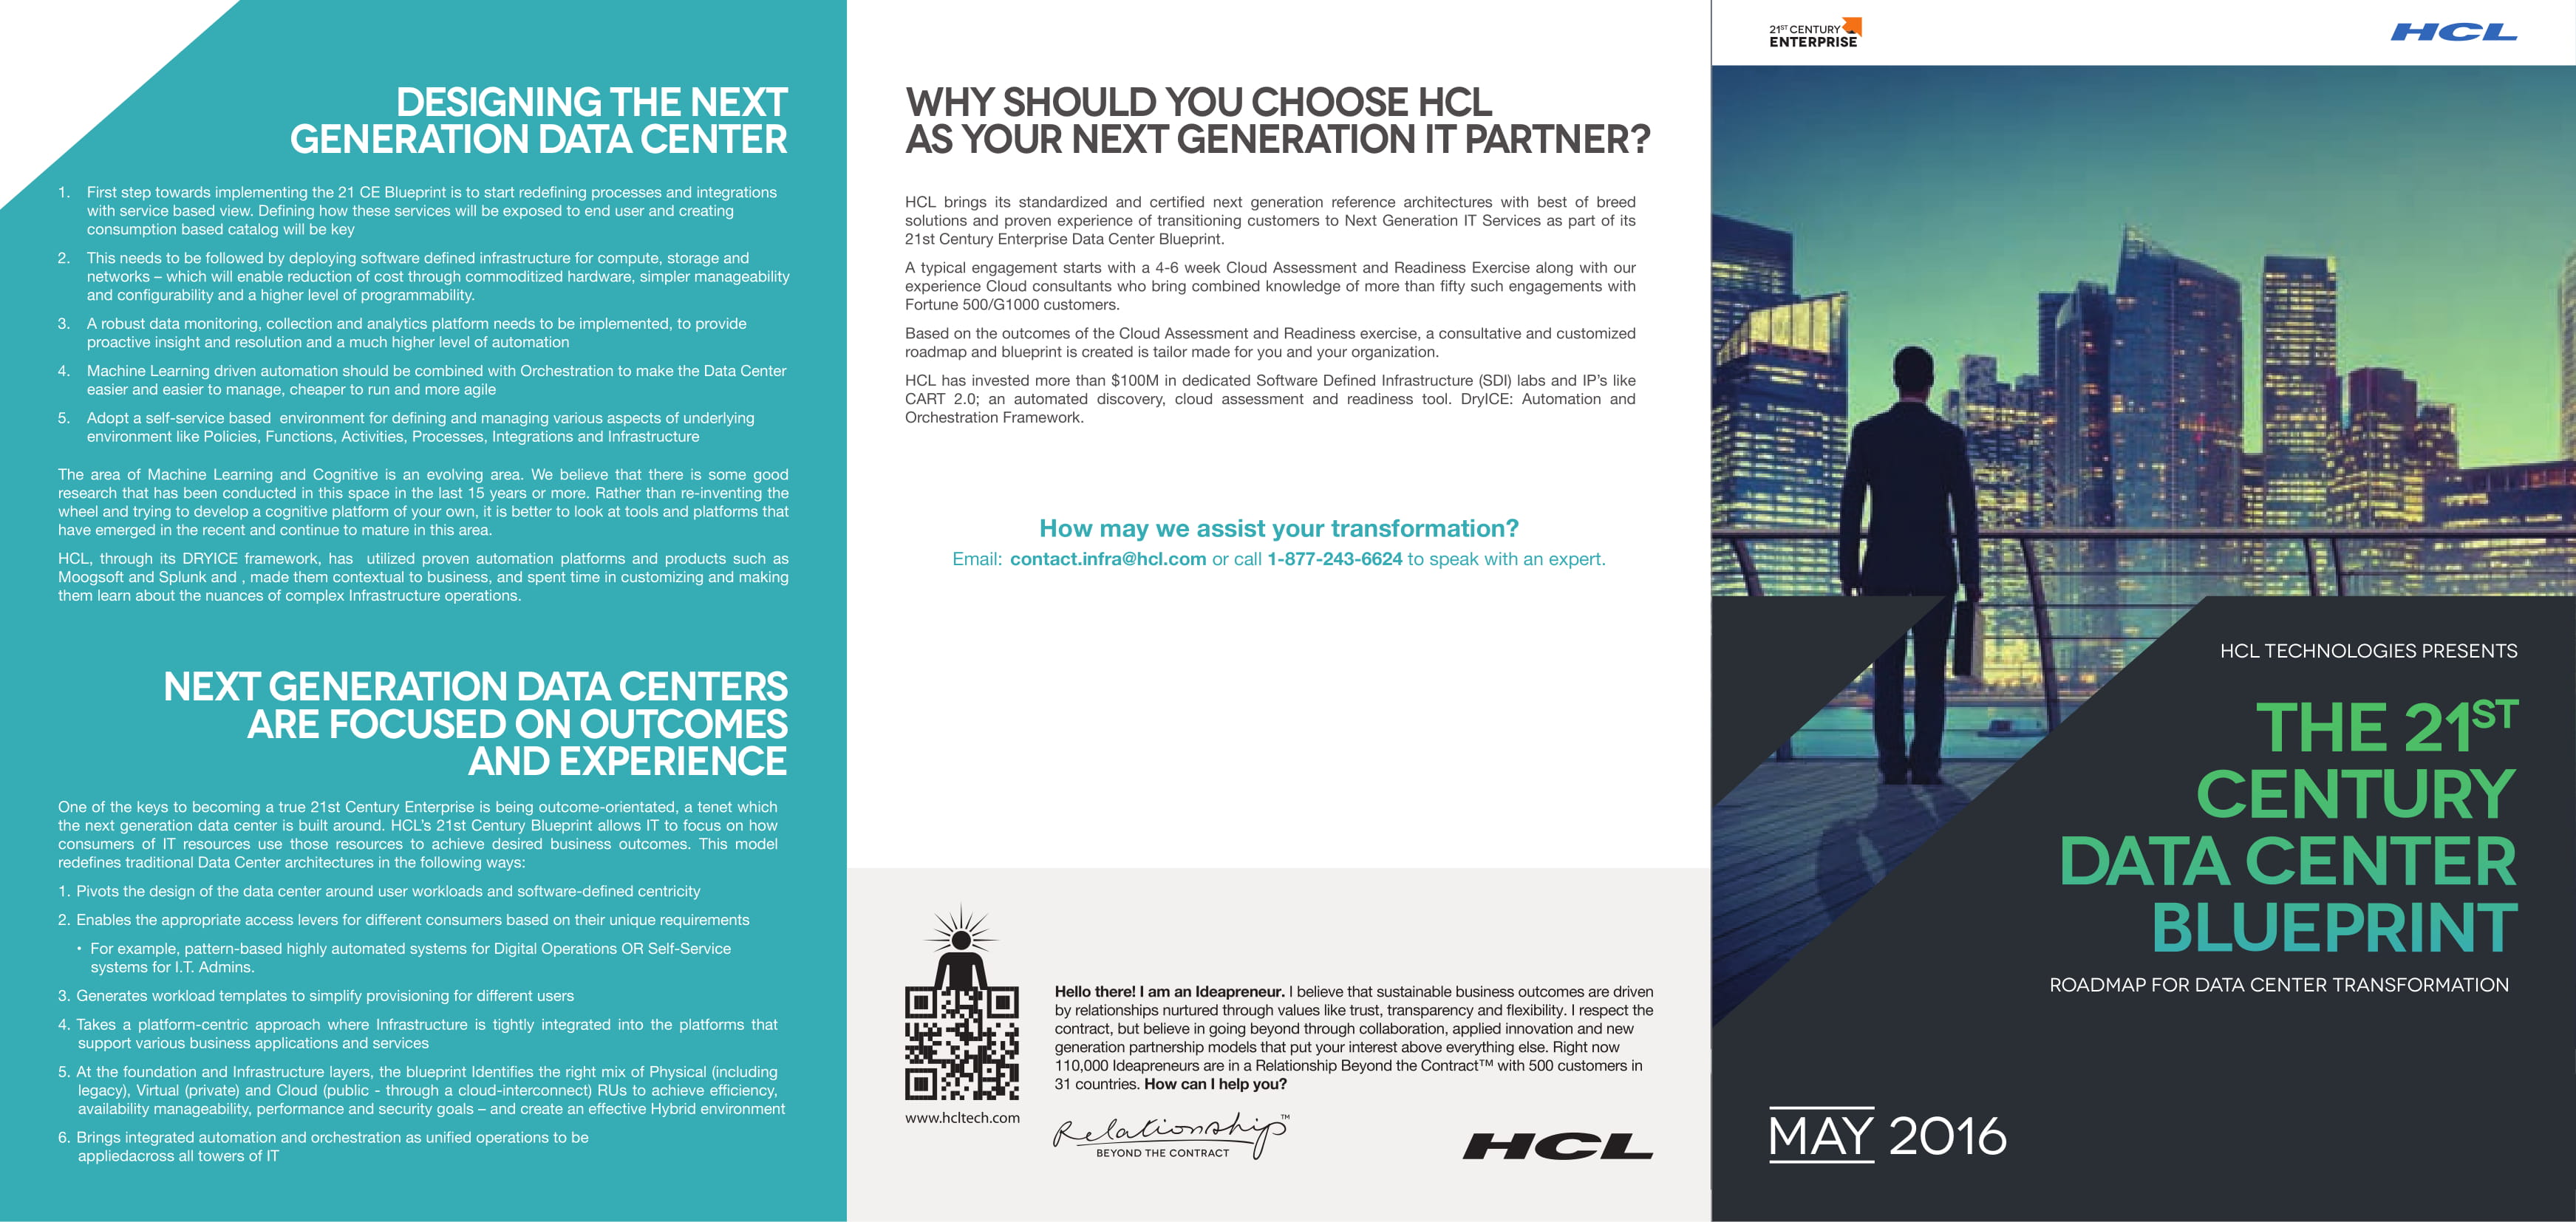 DESIGNING THE NEXT
GENERATION DATA CENTER
1. First step towards implementing the 21 CE Blueprint is to start redefining processes and integrations
with service based view. Defining how these services will be exposed to end user and creating
consumption based catalog will be key
2. This needs to be followed by deploying software defined infrastructure for compute, storage and
networks – which will enable reduction of cost through commoditized hardware, simpler manageability
and configurability and a higher level of programmability.
3. A robust data monitoring, collection and analytics platform needs to be implemented, to provide
proactive insight and resolution and a much higher level of automation
4. Machine Learning driven automation should be combined with Orchestration to make the Data Center
easier and easier to manage, cheaper to run and more agile
5. Adopt a self-service based environment for defining and managing various aspects of underlying
environment like Policies, Functions, Activities, Processes, Integrations and Infrastructure
The area of Machine Learning and Cognitive is an evolving area. We believe that there is some good
research that has been conducted in this space in the last 15 years or more. Rather than re-inventing the
wheel and trying to develop a cognitive platform of your own, it is better to look at tools and platforms that
have emerged in the recent and continue to mature in this area.
HCL, through its DRYICE framework, has utilized proven automation platforms and products such as
Moogsoft and Splunk and , made them contextual to business, and spent time in customizing and making
them learn about the nuances of complex Infrastructure operations.
NEXT GENERATION DATA CENTERS
ARE FOCUSED ON OUTCOMES
AND EXPERIENCE
One of the keys to becoming a true 21st Century Enterprise is being outcome-orientated, a tenet which
the next generation data center is built around. HCL's 21st Century Blueprint allows IT to focus on how
consumers of IT resources use those resources to achieve desired business outcomes. This model
redefines traditional Data Center architectures in the following ways:
1. Pivots the design of the data center around user workloads and software-defined centricity
2. Enables the appropriate access levers for different consumers based on their unique requirements
• For example, pattern-based highly automated systems for Digital Operations OR Self-Service
systems for I.T. Admins.
3. Generates workload templates to simplify provisioning for different users
4. Takes a platform-centric approach where Infrastructure is tightly integrated into the platforms that
support various business applications and services
5. At the foundation and Infrastructure layers, the blueprint Identifies the right mix of Physical (including
legacy), Virtual (private) and Cloud (public - through a cloud-interconnect) RUs to achieve efficiency,
availability manageability, performance and security goals – and create an effective Hybrid environment
6. Brings integrated automation and orchestration as unified operations to be
appliedacross all towers of IT
WHY SHOULD YOU CHOOSE HCL
AS YOUR NEXT GENERATION IT PARTNER?
HCL brings its standardized and certified next generation reference architectures with best of breed
solutions and proven experience of transitioning customers to Next Generation IT Services as part of its
21st Century Enterprise Data Center Blueprint.
A typical engagement starts with a 4-6 week Cloud Assessment and Readiness Exercise along with our
experience Cloud consultants who bring combined knowledge of more than fifty such engagements with
Fortune 500/G1000 customers.
Based on the outcomes of the Cloud Assessment and Readiness exercise, a consultative and customized
roadmap and blueprint is created is tailor made for you and your organization.
HCL has invested more than $100M in dedicated Software Defined Infrastructure (SDI) labs and IP's like
CART 2.0; an automated discovery, cloud assessment and readiness tool. DryICE: Automation and
Orchestration Framework.
How may we assist your transformation?
Email: contact.infra@hcl.com or call 1-877-243-6624 to speak with an expert.
www.hcltech.com
Hello there! I am an Ideapreneur. I believe that sustainable business outcomes are driven
by relationships nurtured through values like trust, transparency and flexibility. I respect the
contract, but believe in going beyond through collaboration, applied innovation and new
generation partnership models that put your interest above everything else. Right now
110,000 Ideapreneurs are in a Relationship Beyond the Contract™ with 500 customers in
31 countries. How can I help you?
Relationship™
BEYOND THE CONTRACT
HCL
21ST CENTURY
ENTERPRISE
HCL
HCL TECHNOLOGIES PRESENTS
THE 21ST
CENTURY
DATA CENTER
BLUEPRINT
ROADMAP FOR DATA CENTER TRANSFORMATION
MAY 2016